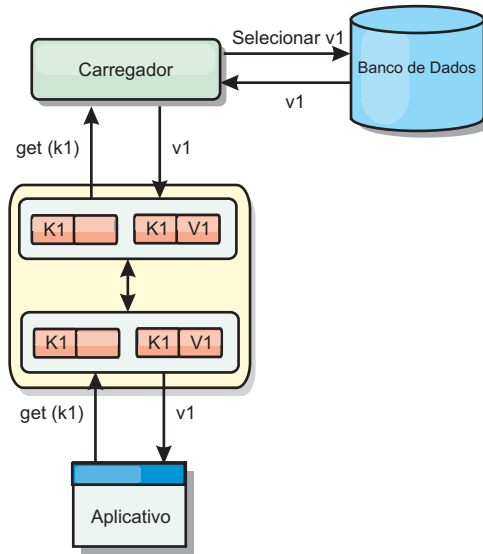 Selecionar v1
Carregador
Banco de Dados
v1
get (k1)
v1
K1
K1 V1
K1
K1 V1
get (k1)
v1
Aplicativo